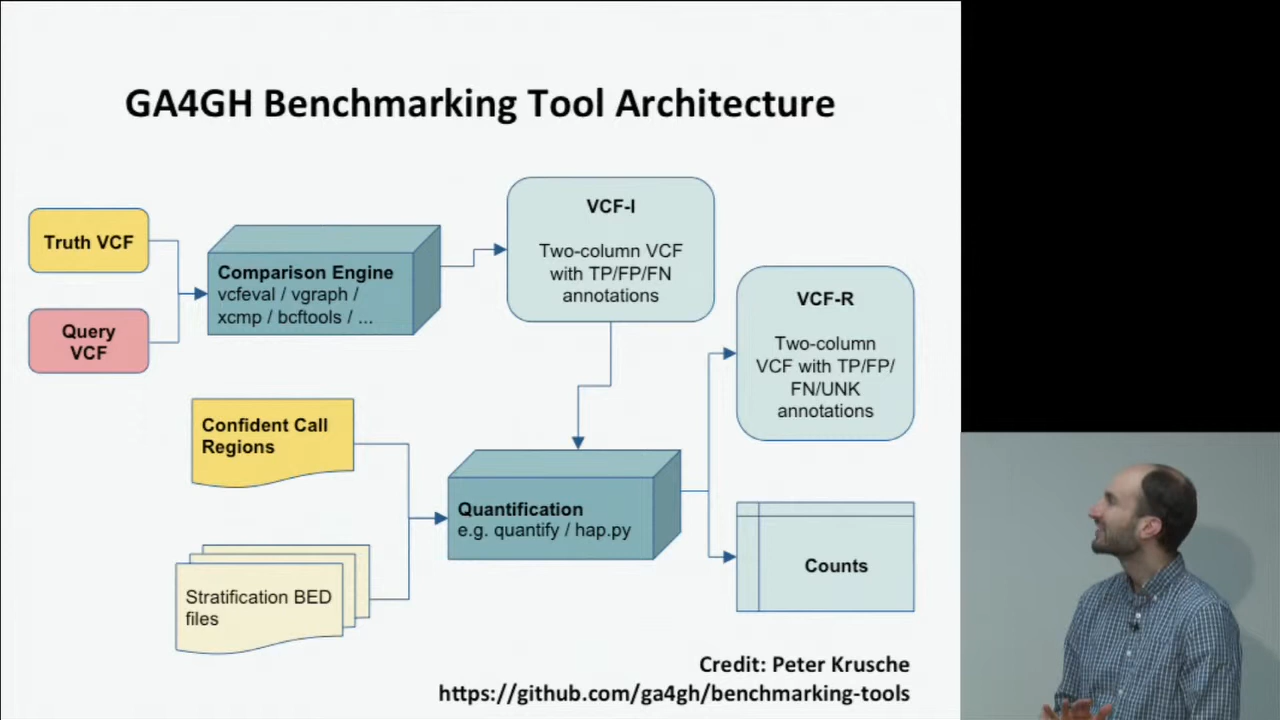 GA4GH Benchmarking Tool Architecture
Truth VCF
Query
VCF
Comparison Engine
vcfeval / vgraph /
xcmp / bcftools / ...
VCF-I
Two-column VCF
with TP/FP/FN
annotations
VCF-R
Two-column
VCF with TP/FP/
FN/UNK
annotations
Confident Call
Regions
Stratification BED
files
Quantification
e.g. quantify / hap.py
Counts
Credit: Peter Krusche
https://github.com/ga4gh/benchmarking-tools